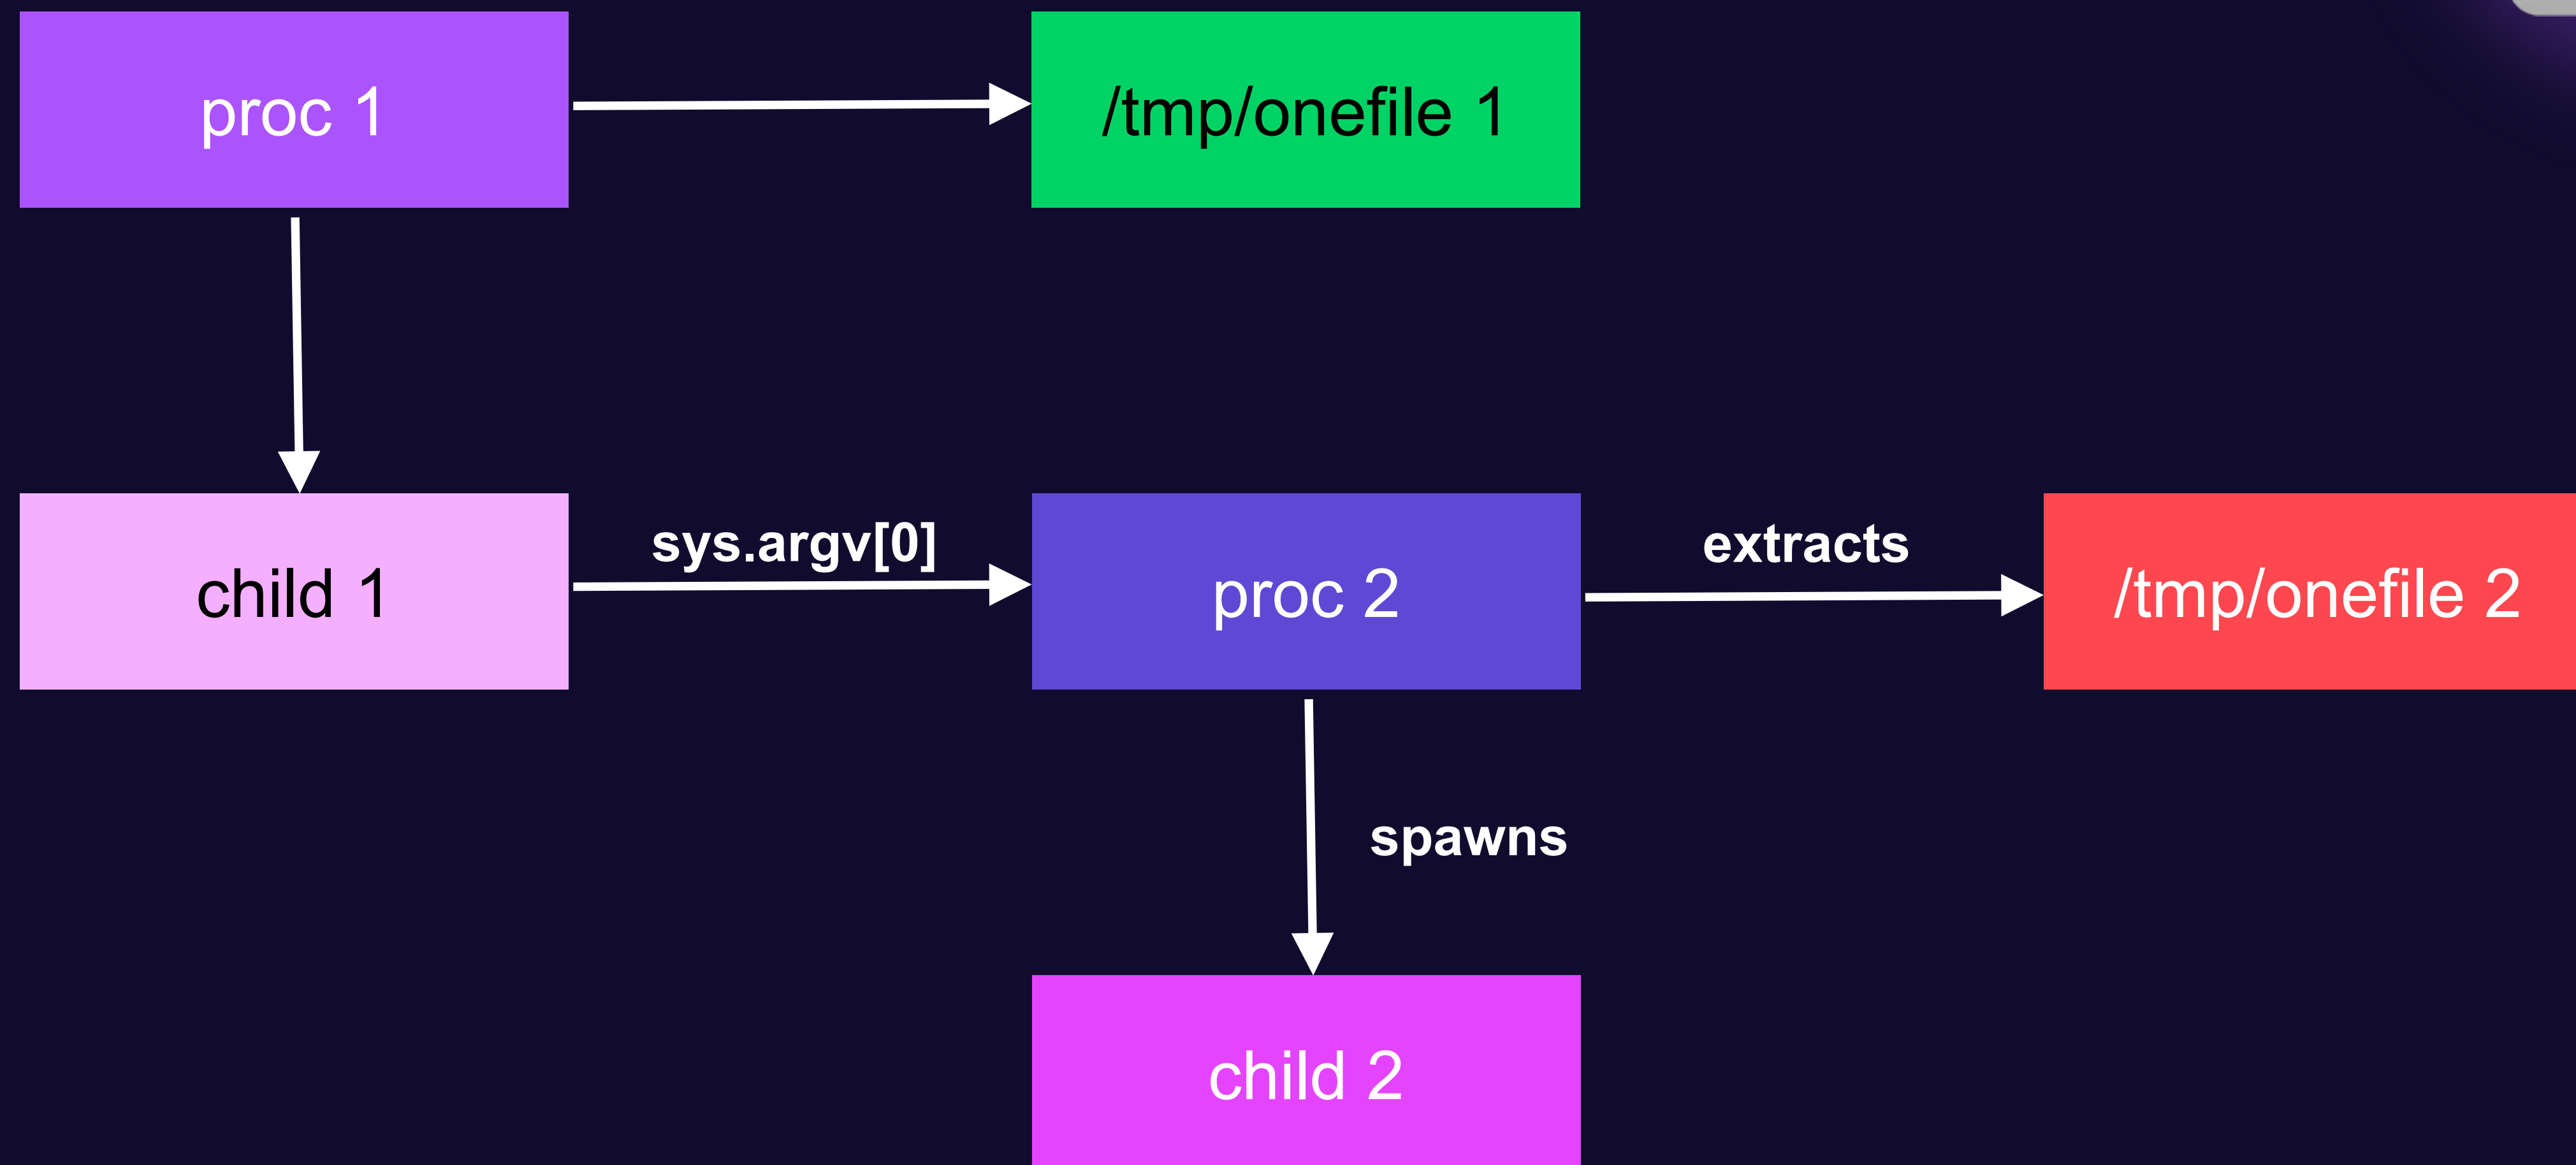 proc 1
/tmp/onefile 1
child 1
sys.argv[0]
proc 2
extracts
/tmp/onefile 2
spawns
child 2